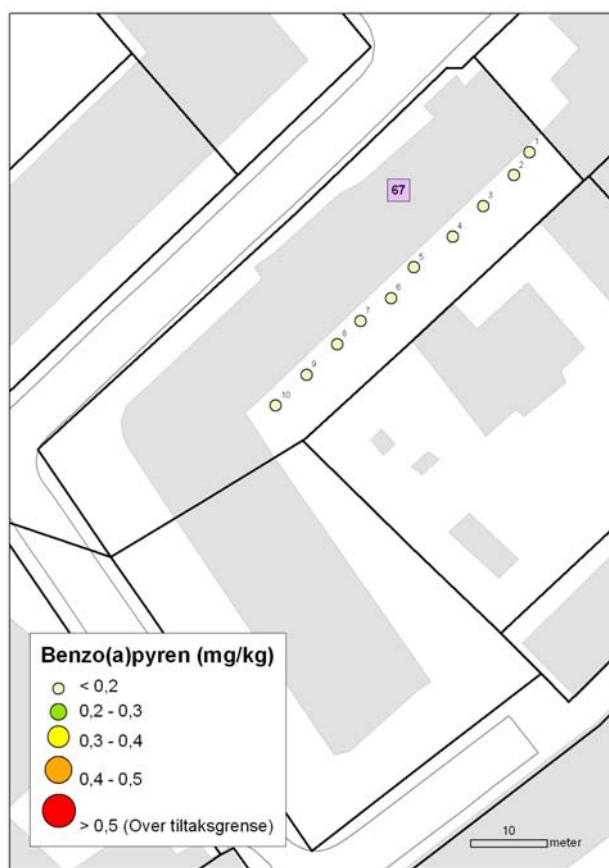 1
2
3
67
4
5
6
7
8
9
10
Benzo(a)pyren (mg/kg)
< 0,2
0,2 - 0,3
0,3 - 0,4
0,4 - 0,5
> 0,5 (Over tiltaksgrense)
10
meter